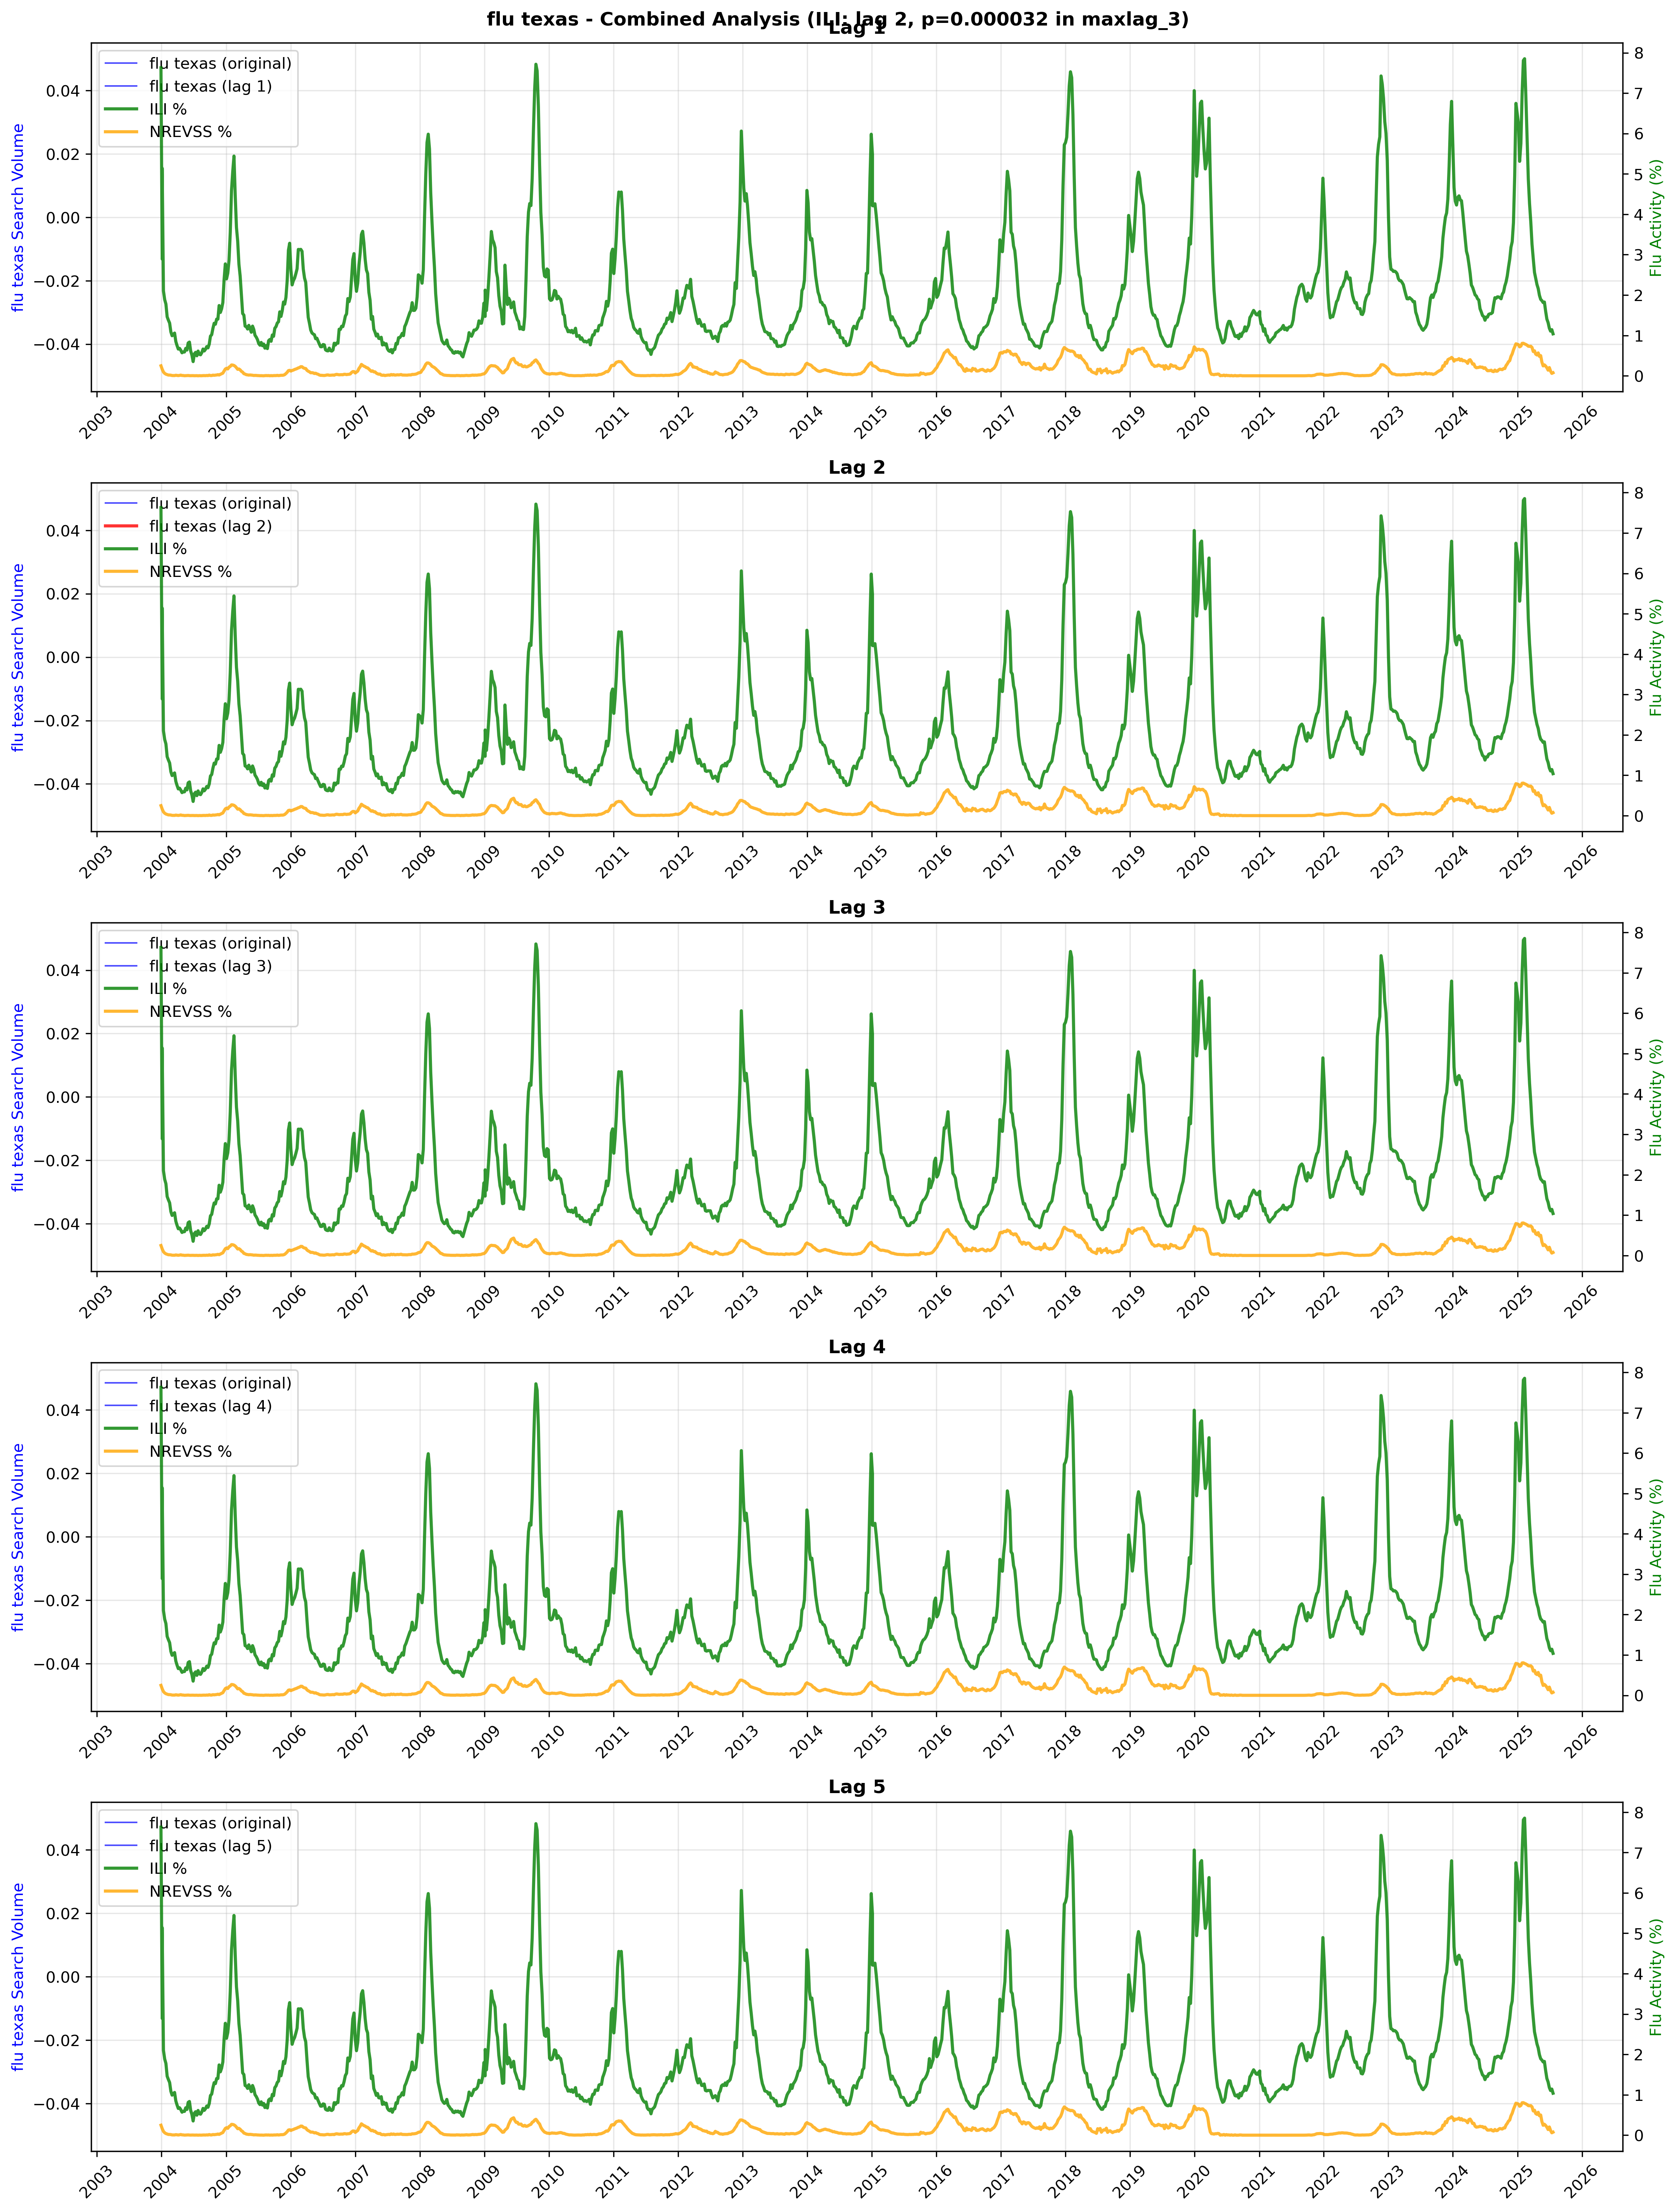 flu texas - Combined Analysis (ILI: lag 2, p=0.000032 in maxlag_3)
Lag 1
flu texas (original)
flu texas (lag 1)
ILI %
NREVSS %
flu texas Search Volume
0.04
0.02
0.00
−0.02
−0.04
Flu Activity (%)
8
7
6
5
4
3
2
1
0
2003 2004 2005 2006 2007 2008 2009 2010 2011 2012 2013 2014 2015 2016 2017 2018 2019 2020 2021 2022 2023 2024 2025 2026
Lag 2
flu texas (original)
flu texas (lag 2)
ILI %
NREVSS %
flu texas Search Volume
0.04
0.02
0.00
−0.02
−0.04
Flu Activity (%)
8
7
6
5
4
3
2
1
0
2003 2004 2005 2006 2007 2008 2009 2010 2011 2012 2013 2014 2015 2016 2017 2018 2019 2020 2021 2022 2023 2024 2025 2026
Lag 3
flu texas (original)
flu texas (lag 3)
ILI %
NREVSS %
flu texas Search Volume
0.04
0.02
0.00
−0.02
−0.04
Flu Activity (%)
8
7
6
5
4
3
2
1
0
2003 2004 2005 2006 2007 2008 2009 2010 2011 2012 2013 2014 2015 2016 2017 2018 2019 2020 2021 2022 2023 2024 2025 2026
Lag 4
flu texas (original)
flu texas (lag 4)
ILI %
NREVSS %
flu texas Search Volume
0.04
0.02
0.00
−0.02
−0.04
Flu Activity (%)
8
7
6
5
4
3
2
1
0
2003 2004 2005 2006 2007 2008 2009 2010 2011 2012 2013 2014 2015 2016 2017 2018 2019 2020 2021 2022 2023 2024 2025 2026
Lag 5
flu texas (original)
flu texas (lag 5)
ILI %
NREVSS %
flu texas Search Volume
0.04
0.02
0.00
−0.02
−0.04
Flu Activity (%)
8
7
6
5
4
3
2
1
0
2003 2004 2005 2006 2007 2008 2009 2010 2011 2012 2013 2014 2015 2016 2017 2018 2019 2020 2021 2022 2023 2024 2025 2026